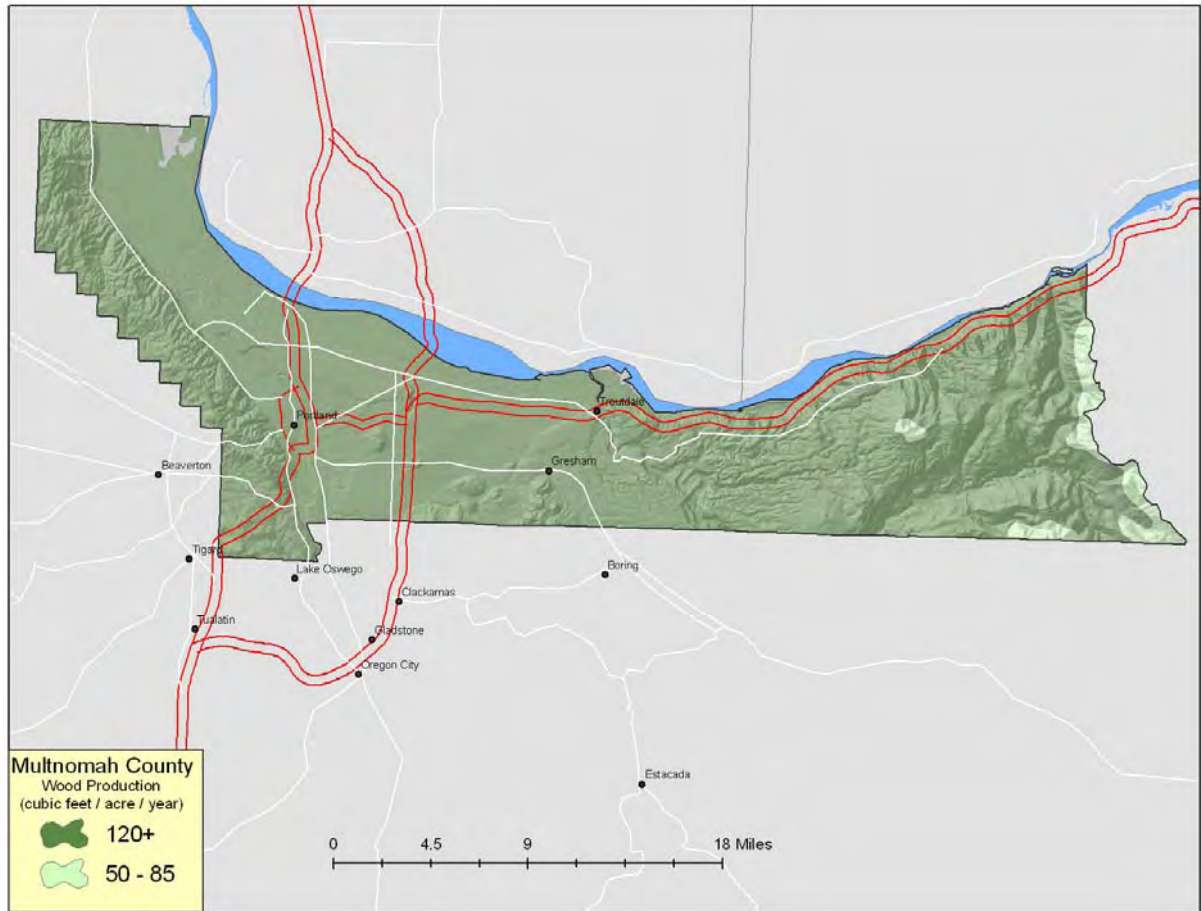 Troutdale
Portland
Gresham
Beaverton
Tigard
Lake Oswego
Boring
Clackamas
Tualatin
Gladstone
Oregon City
Estacada
Multnomah County
Wood Production
(cubic feet / acre / year)
120+
50 - 85
0 4.5 9 18 Miles